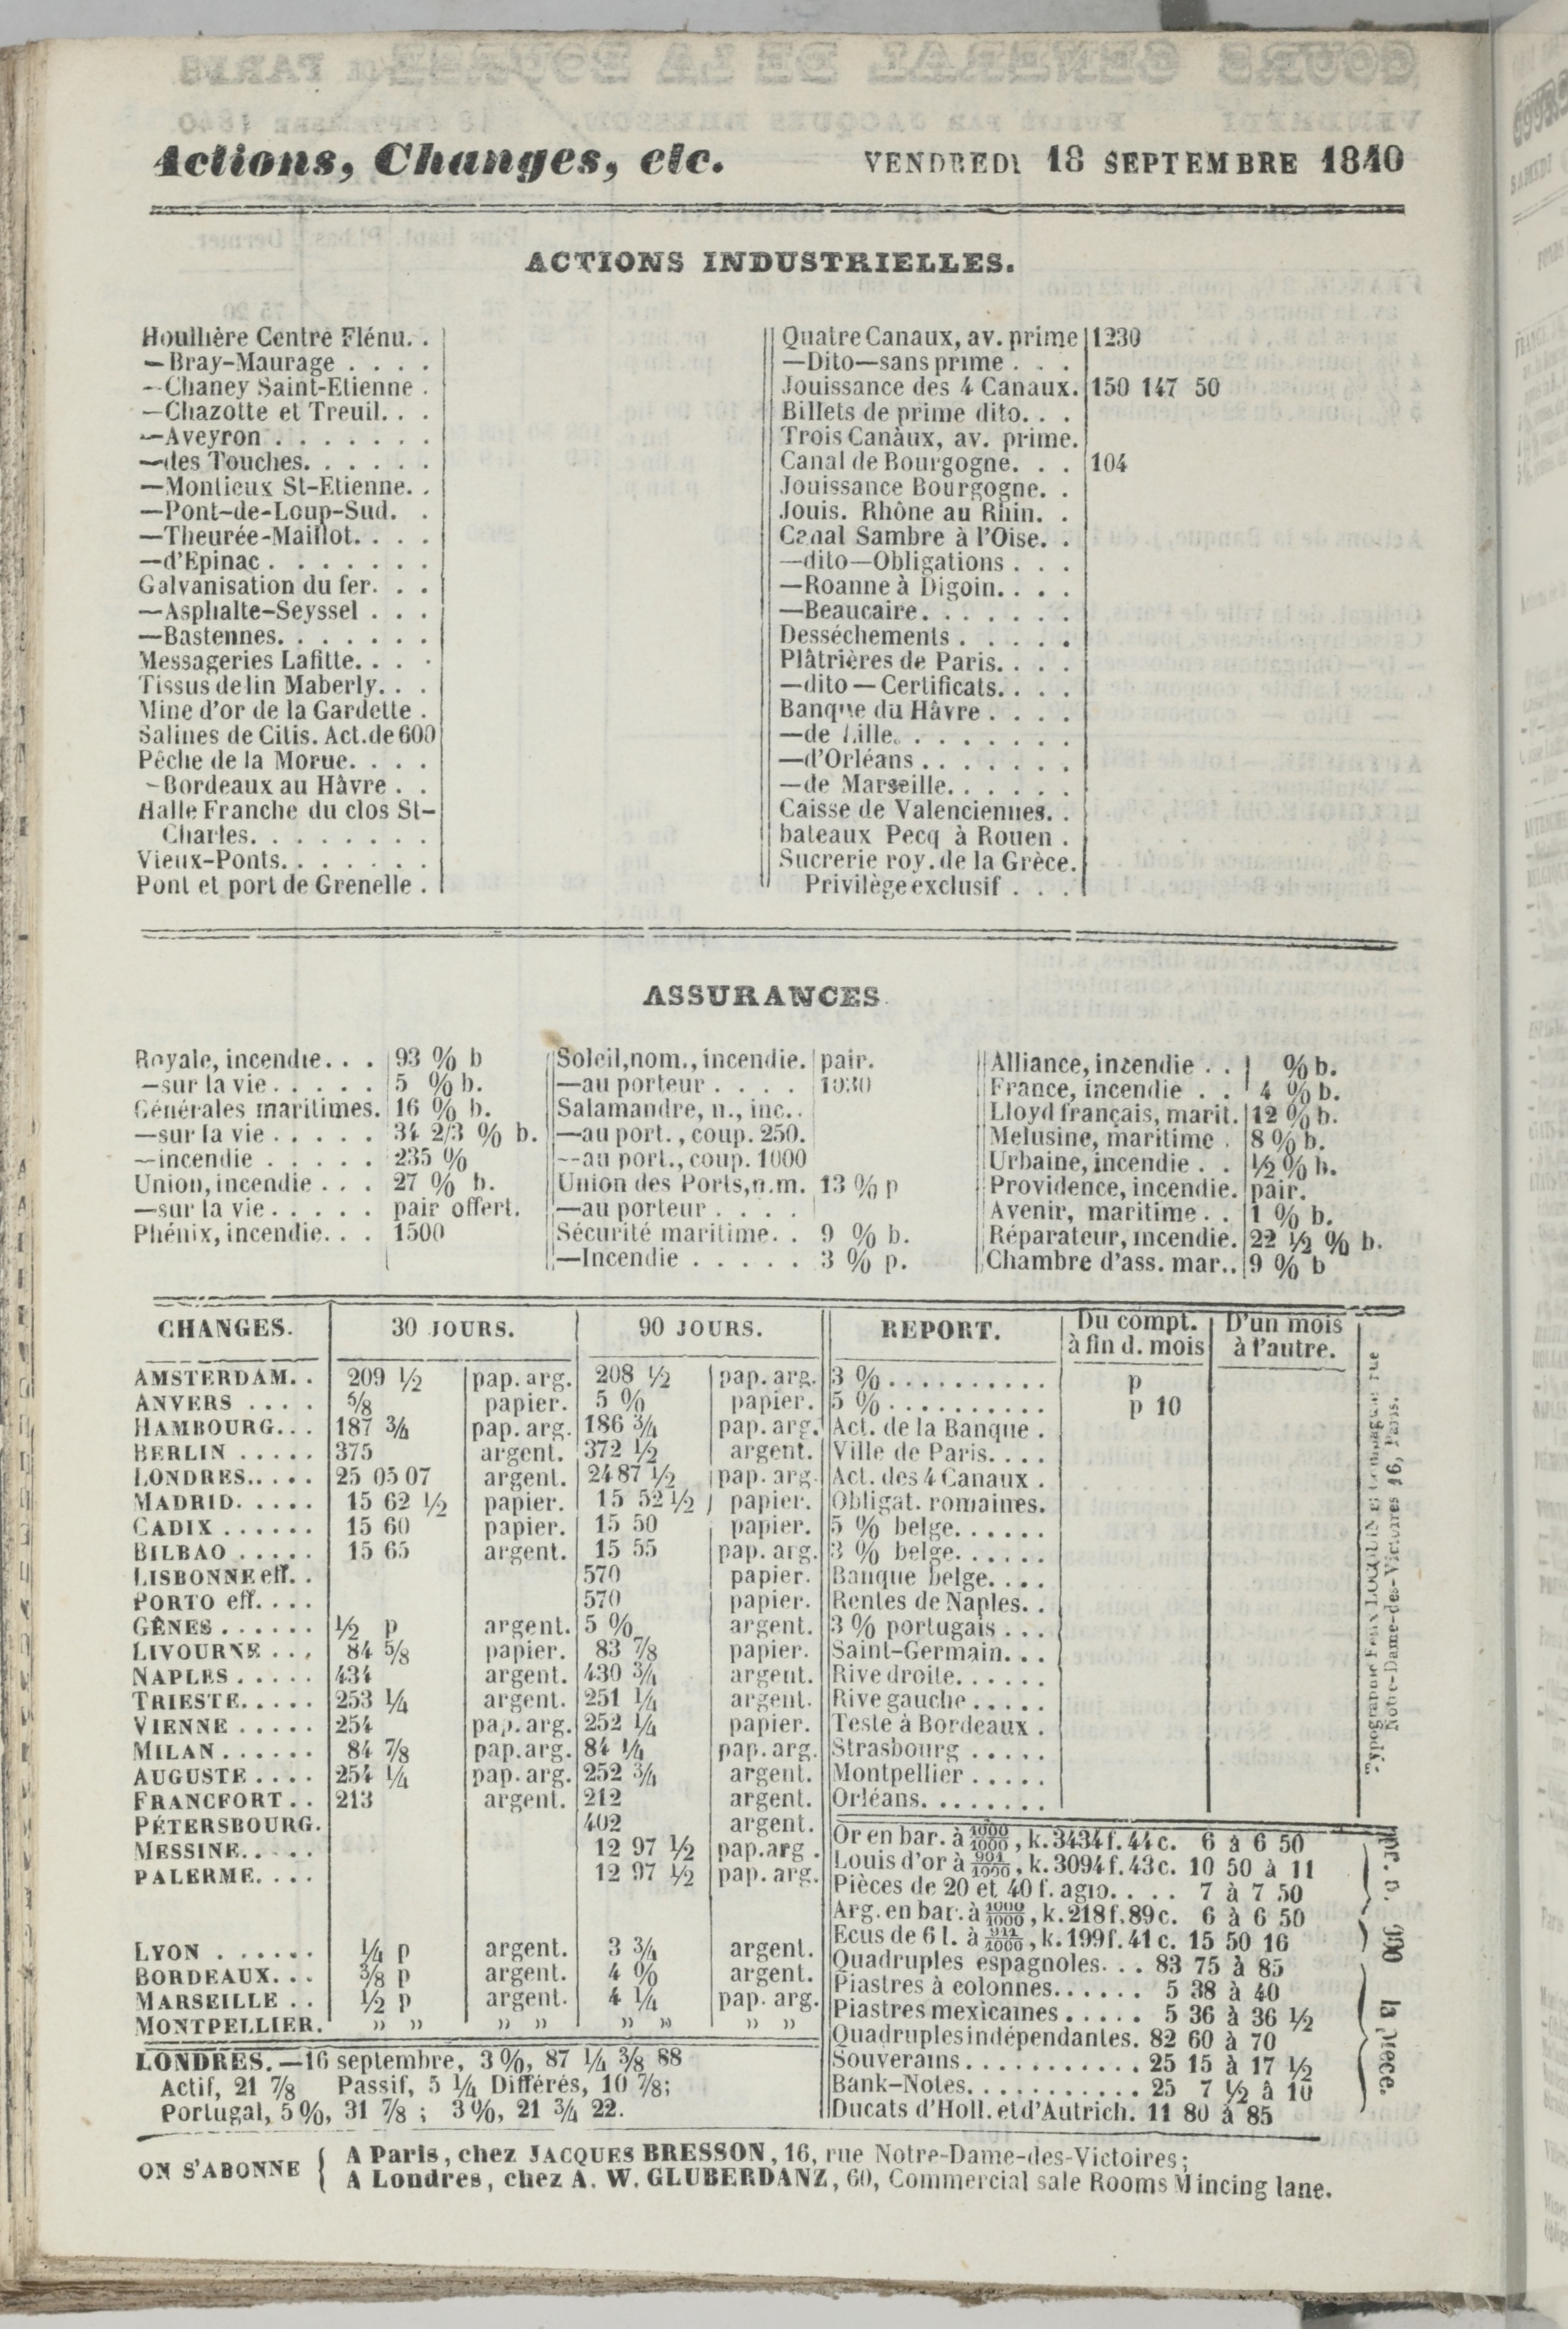 Actions, Changes, etc. VENDREDI 18 SEPTEMBRE 1840
ACTIONS INDUSTRIELLES.
Houillère Centre Flénu. .
—Bray-Maurage . . . .
—Chaney Saint-Etienne .
—Chazotte et Treuil. . .
—Aveyron . . . . . . .
—des Touches. . . . . .
—Montieux St-Etienne. .
—Pont-de-Loup-Sud. .
—Theurée-Maillot. . . .
—d'Epinac . . . . . . .
Galvanisation du fer. . .
—Asphalte-Seyssel . . .
—Bastennes. . . . . . .
Messageries Lafitte. . . .
Tissus de lin Maberly. . .
Mine d'or de la Gardette .
Salines de Citis. Act. de 600
Pêche de la Morue. . . .
—Bordeaux au Hâvre . .
Halle Franche du clos St-
Charles. . . . . . . .
Vieux-Ponts. . . . . . .
Pont et port de Grenelle .
Quatre Canaux, av. prime 1230
—Dito—sans prime . . .
Jouissance des 4 Canaux. 150 147 50
Billets de prime dito. . .
Trois Canàux, av. prime.
Canal de Bourgogne. . . 104
Jouissance Bourgogne. .
Jouis. Rhône au Rhin. .
Canal Sambre à l'Oise. .
—dito—Obligations . . .
—Roanne à Digoin. . . .
—Beaucaire. . . . . . .
Desséchements . . . . .
Plâtrières de Paris. . . .
—dito—Certificats. . . .
Banque du Hâvre . . . .
—de Lille. . . . . . . .
—d'Orléans . . . . . . .
—de Marseille. . . . . .
Caisse de Valenciennes. .
bateaux Pecq à Rouen .
Sucrerie roy. de la Grèce.
Privilège exclusif . . .
ASSURANCES
Royale, incendie. . . 93 % b
—sur la vie . . . . . 5 % b.
Générales maritimes. 16 % b.
—sur la vie . . . . . 34 2/3 % b.
—incendie . . . . . 235 %
Union, incendie . . . 27 % b.
—sur la vie. . . . . pair offert.
Phénix, incendie. . . 1500
Soleil, nom., incendie. pair.
—au porteur . . . . 1030
Salamandre, n., inc. .
—au port., coup. 250.
—au port., coup. 1000
Union des Ports, n.m. 13 % p
—au porteur . . . .
Sécurité maritime. . 9 % b.
—Incendie . . . . . 3 % p.
Alliance, incendie . . % b.
France, incendie . . 4 % b.
Lloyd français, marit. 12 % b.
Melusine, maritime . 8 % b.
Urbaine, incendie . . ½ % b.
Providence, incendie. pair.
Avenir, maritime . . 1 % b.
Réparateur, incendie. 22 ½ % b.
Chambre d'ass. mar. . 9 % b
CHANGES. 30 JOURS. 90 JOURS.
AMSTERDAM. . 209 ½ pap. arg. 208 ½ pap. arg.
ANVERS . . . . ⅝ papier. 5 % papier.
HAMBOURG. . . 187 ¾ pap. arg. 186 ¾ pap. arg.
BERLIN . . . . . 375 argent. 372 ½ argent.
LONDRES. . . . . 25 05 07 argent. 24 87 ½ pap. arg.
MADRID. . . . . 15 62 ½ papier. 15 52 ½ papier.
CADIX . . . . . . 15 60 papier. 15 50 papier.
BILBAO . . . . . 15 65 argent. 15 55 pap. arg.
LISBONNE eff. . 570 papier.
PORTO eff. . . . 570 papier.
GÊNES . . . . . . ½ p argent. 5 % argent.
LIVOURNE . . . 84 ⅝ papier. 83 ⅞ papier.
NAPLES . . . . . 434 argent. 430 ¾ argent.
TRIESTE. . . . . 253 ¼ argent. 251 ¼ argent.
VIENNE . . . . . 254 pap. arg. 252 ¼ papier.
MILAN . . . . . . 84 ⅞ pap. arg. 84 ¼ pap. arg.
AUGUSTE . . . . 254 ¼ pap. arg. 252 ¾ argent.
FRANCFORT . . 213 argent. 212 argent.
PÉTERSBOURG. 402 argent.
MESSINE. . . . . 12 97 ½ pap. arg.
PALERME. . . . 12 97 ½ pap. arg.
LYON . . . . . . ¼ p argent. 3 ¾ argent.
BORDEAUX. . . ⅜ p argent. 4 % argent.
MARSEILLE . . ½ p argent. 4 ¼ pap. arg.
MONTPELLIER. » » » » » » » »
LONDRES.—16 septembre, 3 %, 87 ¼ ⅜ 88
Actif, 21 ⅞ Passif, 5 ¼ Différés, 10 ⅞;
Portugal, 5 %, 31 ⅞ ; 3 %, 21 ¾ 22.
REPORT. Du compt. à fin d. mois D'un mois à l'autre.
3 % . . . . . . . . . . p
5 % . . . . . . . . . . p 10
Act. de la Banque .
Ville de Paris. . . .
Act. des 4 Canaux .
Obligat. romaines.
5 % belge. . . . . .
3 % belge. . . . . .
Banque belge. . . .
Rentes de Naples. .
3 % portugais . . .
Saint-Germain. . .
Rive droite. . . . . .
Rive gauche . . . . .
Teste à Bordeaux .
Strasbourg . . . . .
Montpellier . . . . .
Orléans. . . . . . . .
Or en bar. à 1000/1000, k. 3434 f. 44 c. 6 à 6 50
Louis d'or à 901/1000, k. 3094 f. 43 c. 10 50 à 11
Pièces de 20 et 40 f. agio. . . . 7 à 7 50
Arg. en bar. à 1000/1000, k. 218 f. 89 c. 6 à 6 50
Ecus de 6 l. à 911/1000, k. 199 f. 41 c. 15 50 16
Quadruples espagnoles. . . 83 75 à 85
Piastres à colonnes. . . . . . 5 38 à 40
Piastres mexicaines . . . . . 5 36 à 36 ½
Quadruples indépendantes. 82 60 à 70
Souverains. . . . . . . . . . . 25 15 à 17 ½
Bank-Notes. . . . . . . . . . . 25 7 ½ à 10
Ducats d'Holl. et d'Autrich. 11 80 à 85
la pièce.
Typographie Félix LOCQUIN et compagnie rue
Notre-Dame-des-Victoires 16, Paris.
ON S'ABONNE
A Paris, chez JACQUES BRESSON, 16, rue Notre-Dame-des-Victoires;
A Londres, chez A. W. GLUBERDANZ, 60, Commercial sale Rooms Mincing lane.